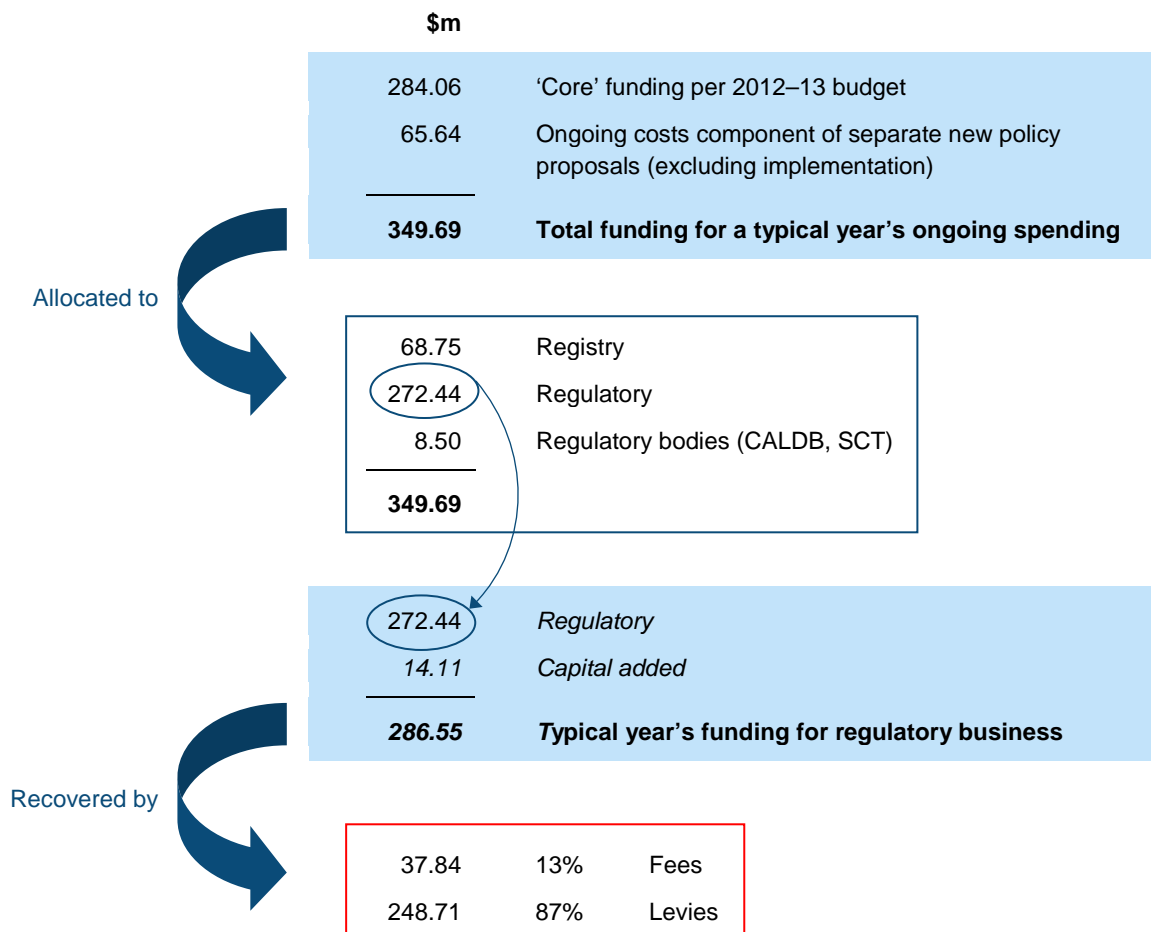 $m
284.06 ‘Core’ funding per 2012–13 budget
65.64 Ongoing costs component of separate new policy
proposals (excluding implementation)
349.69 Total funding for a typical year’s ongoing spending
Allocated to
68.75 Registry
272.44 Regulatory
8.50 Regulatory bodies (CALDB, SCT)
349.69
272.44 Regulatory
14.11 Capital added
286.55 Typical year’s funding for regulatory business
Recovered by
37.84 13% Fees
248.71 87% Levies